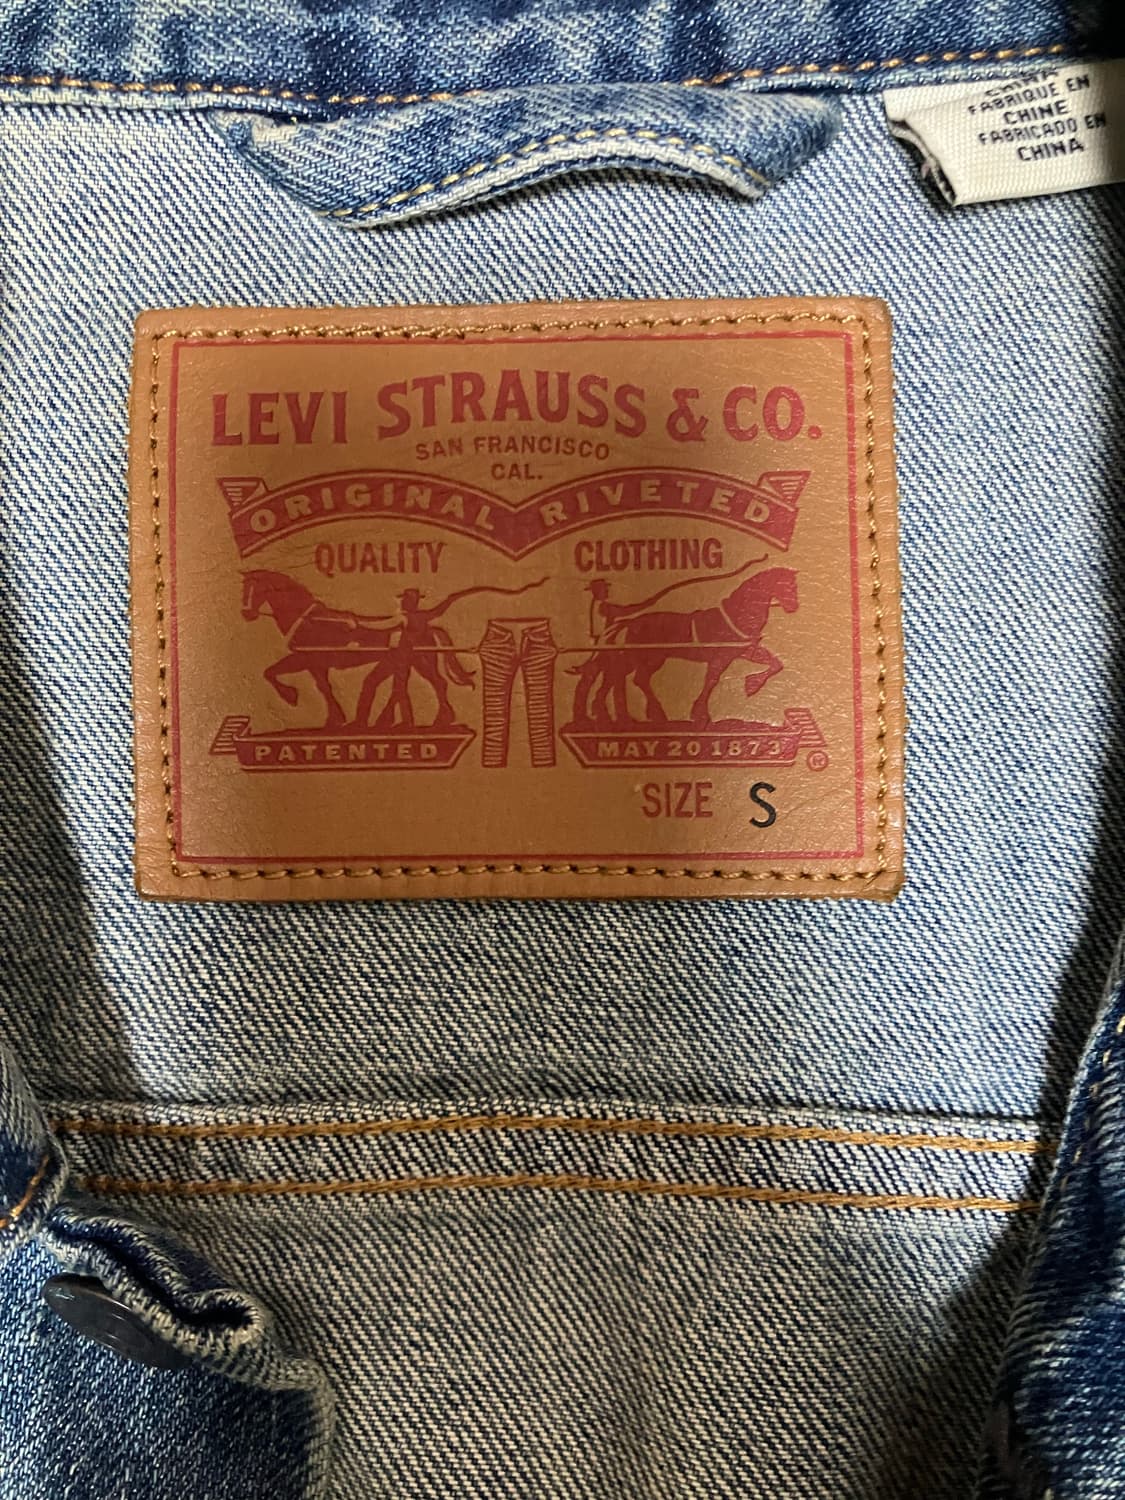 CHINA
FABRIQUE EN
CHINE
FABRICADO EN
CHINA
LEVI STRAUSS & CO.
SAN FRANCISCO
CAL.
ORIGINAL RIVETED
QUALITY CLOTHING
PATENTED MAY 20 1873 ®
SIZE S